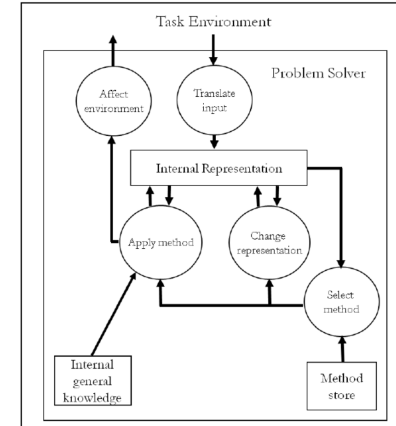 Task Environment
Problem Solver
Affect
environment
Translate
input
Internal Representation
Apply method
Change
representation
Select
method
Internal
general
knowledge
Method
store